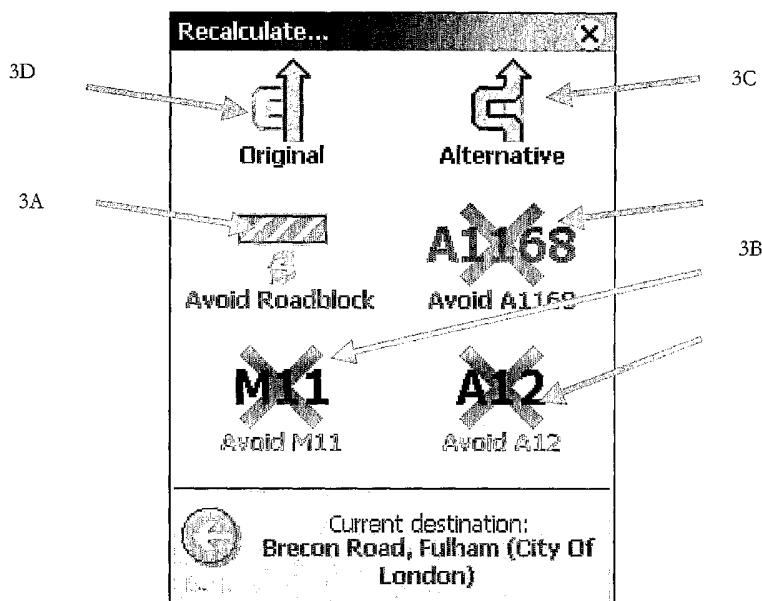 Recalculate...
3D
3C
Original
Alternative
3A
A1168
3B
Avoid Roadblock
Avoid A1168
M11
A12
Avoid M11
Avoid A12
Current destination:
Brecon Road, Fulham (City Of
London)